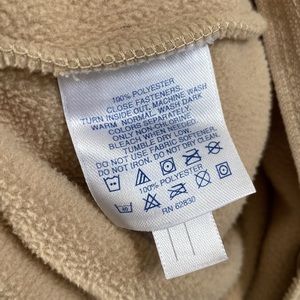 100% POLYESTER
CLOSE FASTENERS,
TURN INSIDE OUT, MACHINE WASH
WARM NORMAL, WASH DARK
COLORS SEPARATELY.
ONLY NON-CHLORINE
BLEACH WHEN NEEDED.
TUMBLE DRY LOW.
DO NOT USE FABRIC SOFTENER.
DO NOT IRON. DO NOT DRY CLEAN.
100% POLYESTER
RN 62830